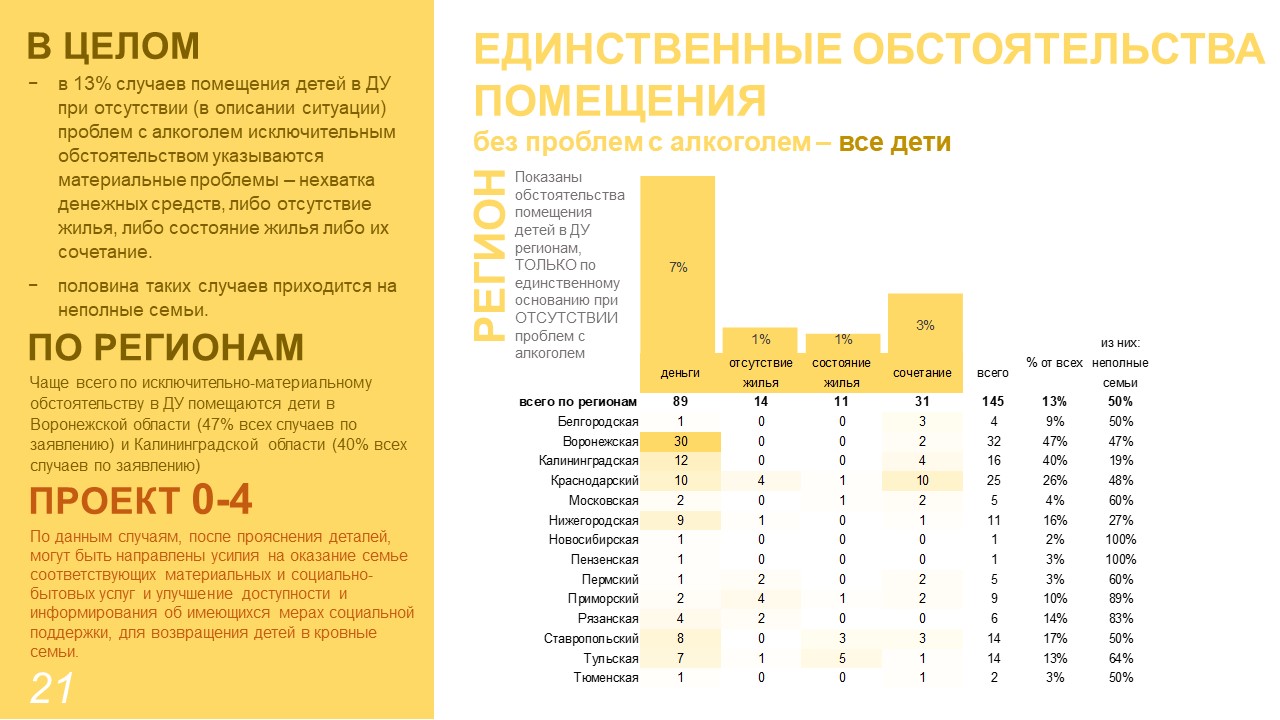 В ЦЕЛОМ
− в 13% случаев помещения детей в ДУ
при отсутствии (в описании ситуации)
проблем с алкоголем исключительным
обстоятельством указываются
материальные проблемы – нехватка
денежных средств, либо отсутствие
жилья, либо состояние жилья либо их
сочетание.
− половина таких случаев приходится на
неполные семьи.
ПО РЕГИОНАМ
Чаще всего по исключительно-материальному
обстоятельству в ДУ помещаются дети в
Воронежской области (47% всех случаев по
заявлению) и Калининградской области (40% всех
случаев по заявлению)
ПРОЕКТ 0-4
По данным случаям, после прояснения деталей,
могут быть направлены усилия на оказание семье
соответствующих материальных и социально-
бытовых услуг и улучшение доступности и
информирования об имеющихся мерах социальной
поддержки, для возвращения детей в кровные
семьи.
21
ЕДИНСТВЕННЫЕ ОБСТОЯТЕЛЬСТВА
ПОМЕЩЕНИЯ
без проблем с алкоголем – все дети
РЕГИОН
Показаны
обстоятельства
помещения
детей в ДУ
регионам,
ТОЛЬКО по
единственному
основанию при
ОТСУТСТВИИ
проблем с
алкоголем
7%
1%
1%
3%
деньги
отсутствие
жилья
состояние
жилья
сочетание
всего
% от всех
из них:
неполные
семьи
всего по регионам 89 14 11 31 145 13% 50%
Белгородская 1 0 0 3 4 9% 50%
Воронежская 30 0 0 2 32 47% 47%
Калининградская 12 0 0 4 16 40% 19%
Краснодарский 10 4 1 10 25 26% 48%
Московская 2 0 1 2 5 4% 60%
Нижегородская 9 1 0 1 11 16% 27%
Новосибирская 1 0 0 0 1 2% 100%
Пензенская 1 0 0 0 1 3% 100%
Пермский 1 2 0 2 5 3% 60%
Приморский 2 4 1 2 9 10% 89%
Рязанская 4 2 0 0 6 14% 83%
Ставропольский 8 0 3 3 14 17% 50%
Тульская 7 1 5 1 14 13% 64%
Тюменская 1 0 0 1 2 3% 50%